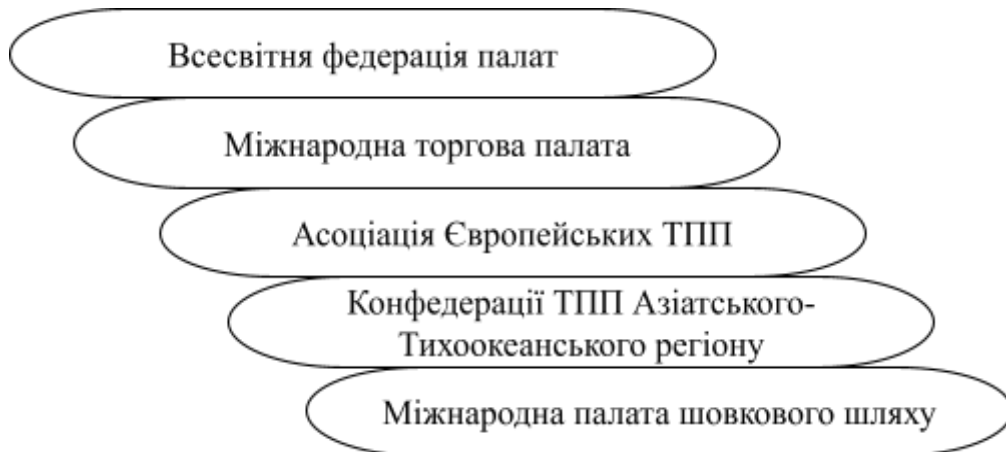 Всесвітня федерація палат
Міжнародна торгова палата
Асоціація Європейських ТПП
Конфедерації ТПП Азіатського-
Тихоокеанського регіону
Міжнародна палата шовкового шляху